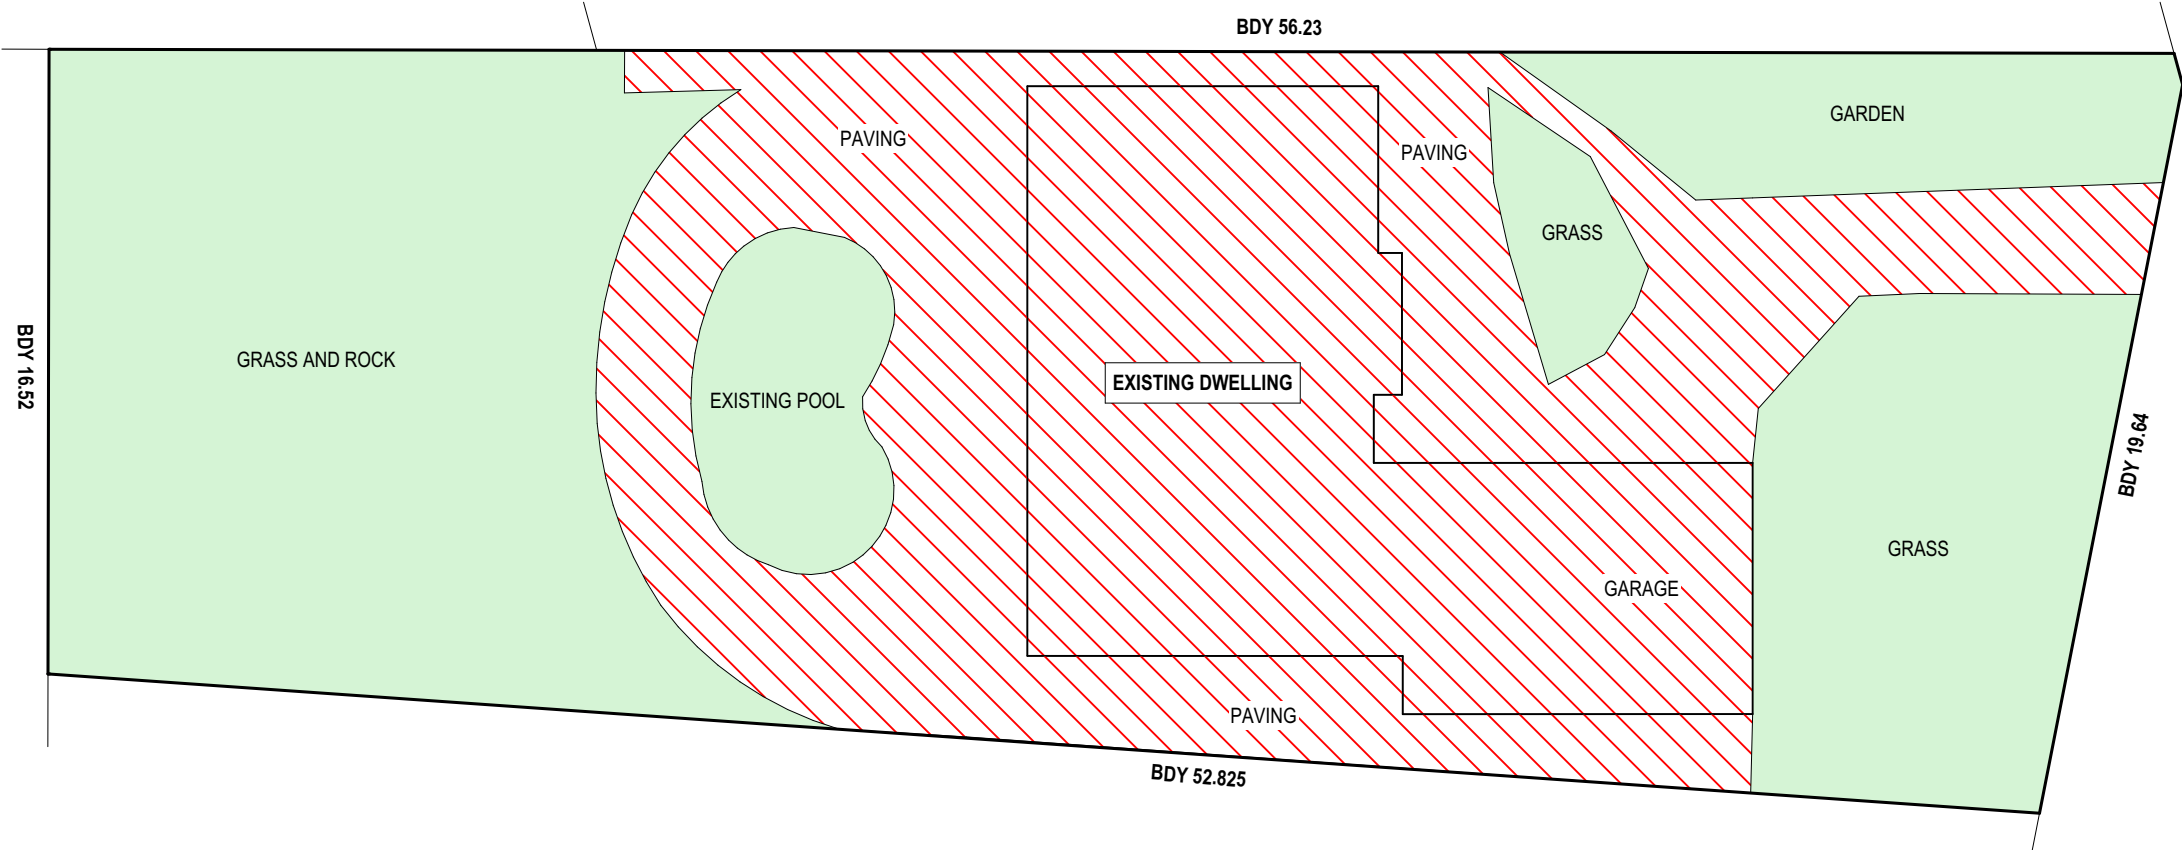 BDY 56.23
GARDEN
PAVING
PAVING
GRASS
GRASS AND ROCK
BDY 16.52
EXISTING DWELLING
EXISTING POOL
BDY 19.64
GRASS
GARAGE
PAVING
BDY 52.825